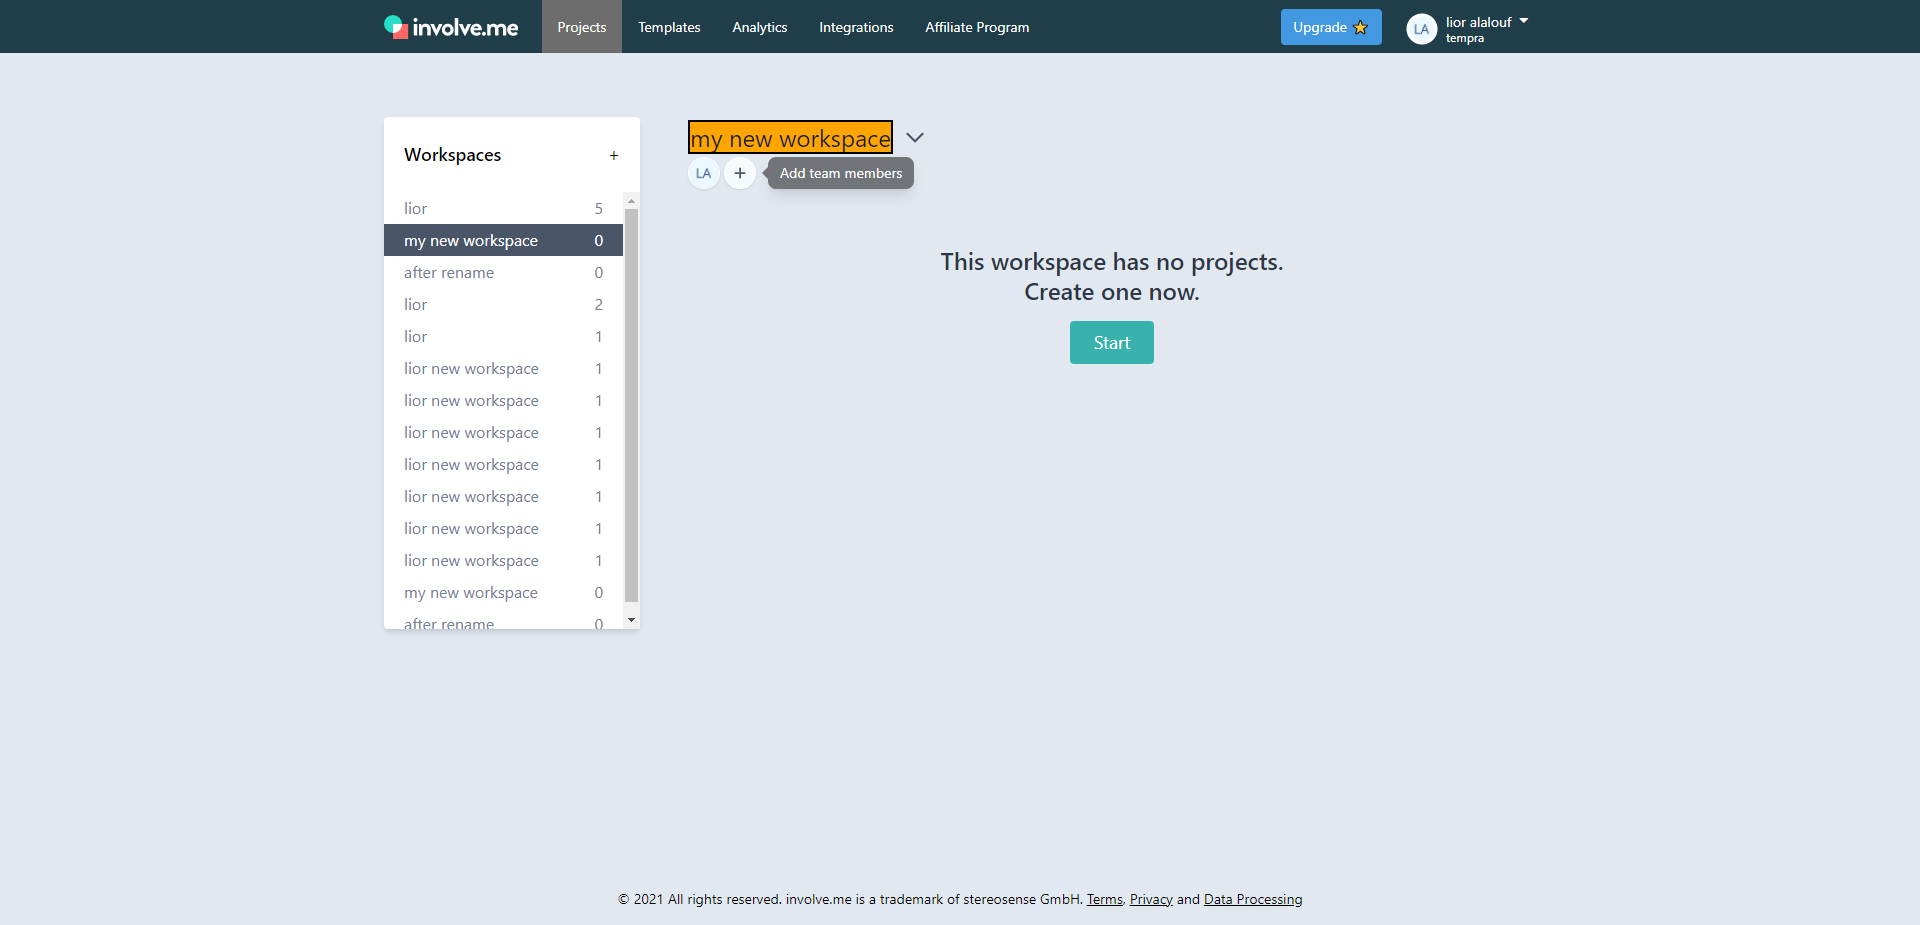 involve.me Projects Templates Analytics Integrations Affiliate Program Upgrade LA lior alalouf
tempra
Workspaces +
lior 5
my new workspace 0
after rename 0
lior 2
lior 1
lior new workspace 1
lior new workspace 1
lior new workspace 1
lior new workspace 1
lior new workspace 1
lior new workspace 1
lior new workspace 1
my new workspace 0
after rename 0
my new workspace
LA + Add team members
This workspace has no projects.
Create one now.
Start
© 2021 All rights reserved. involve.me is a trademark of stereosense GmbH. Terms, Privacy and Data Processing